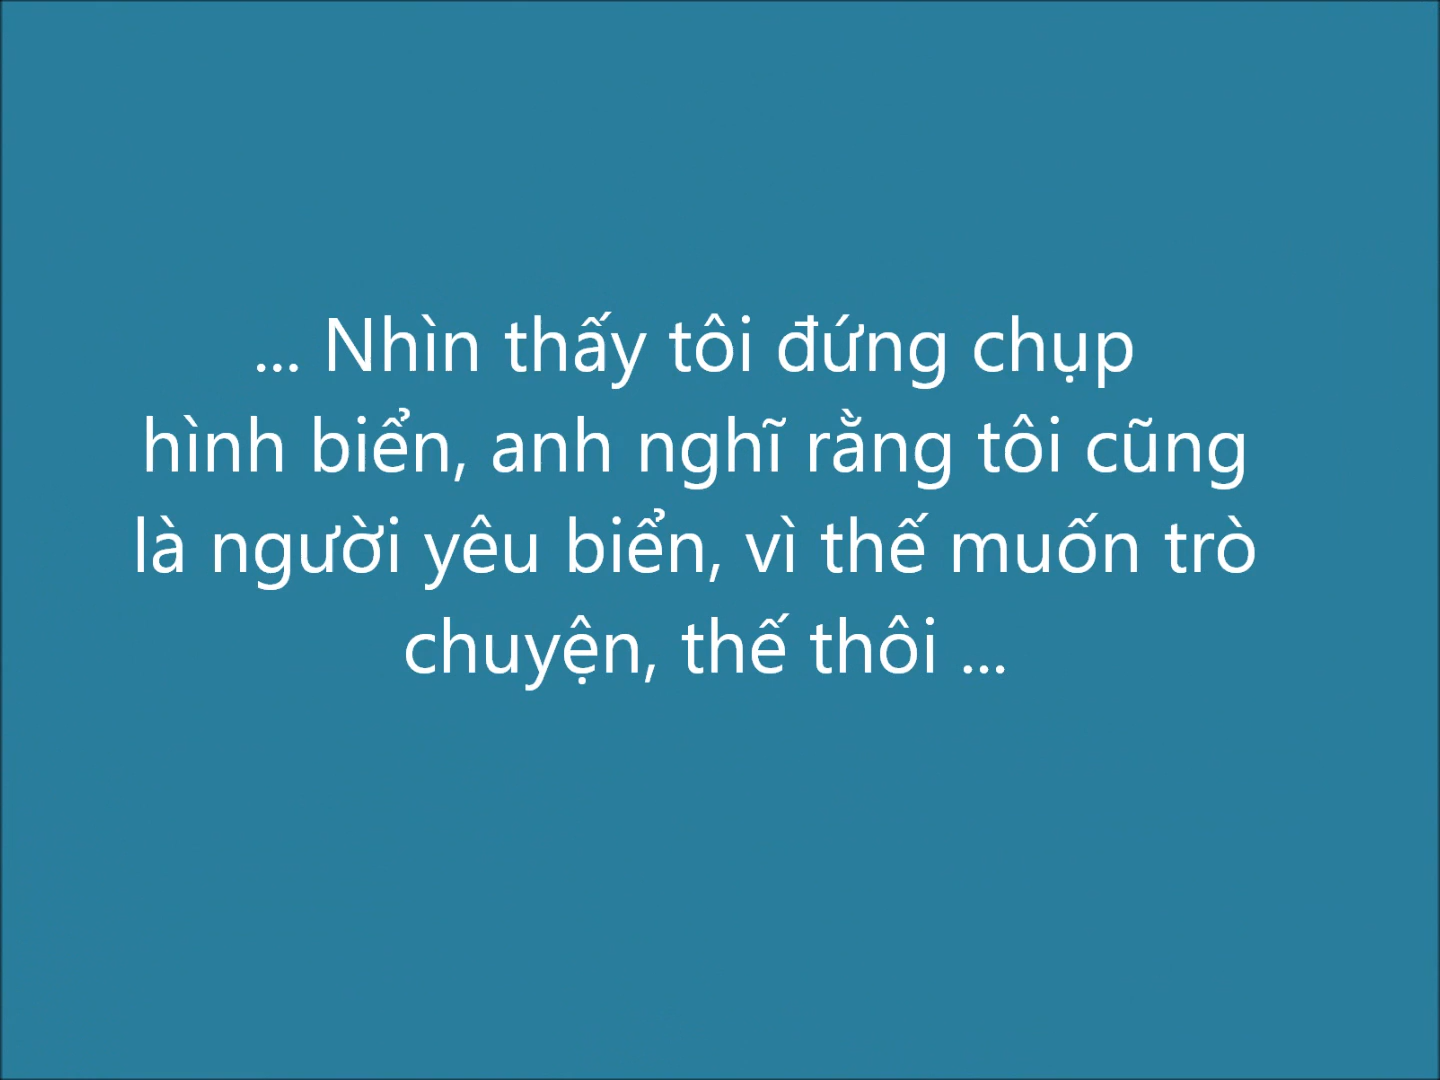 ... Nhìn thấy tôi đứng chụp
hình biển, anh nghĩ rằng tôi cũng
là người yêu biển, vì thế muốn trò
chuyện, thế thôi ...